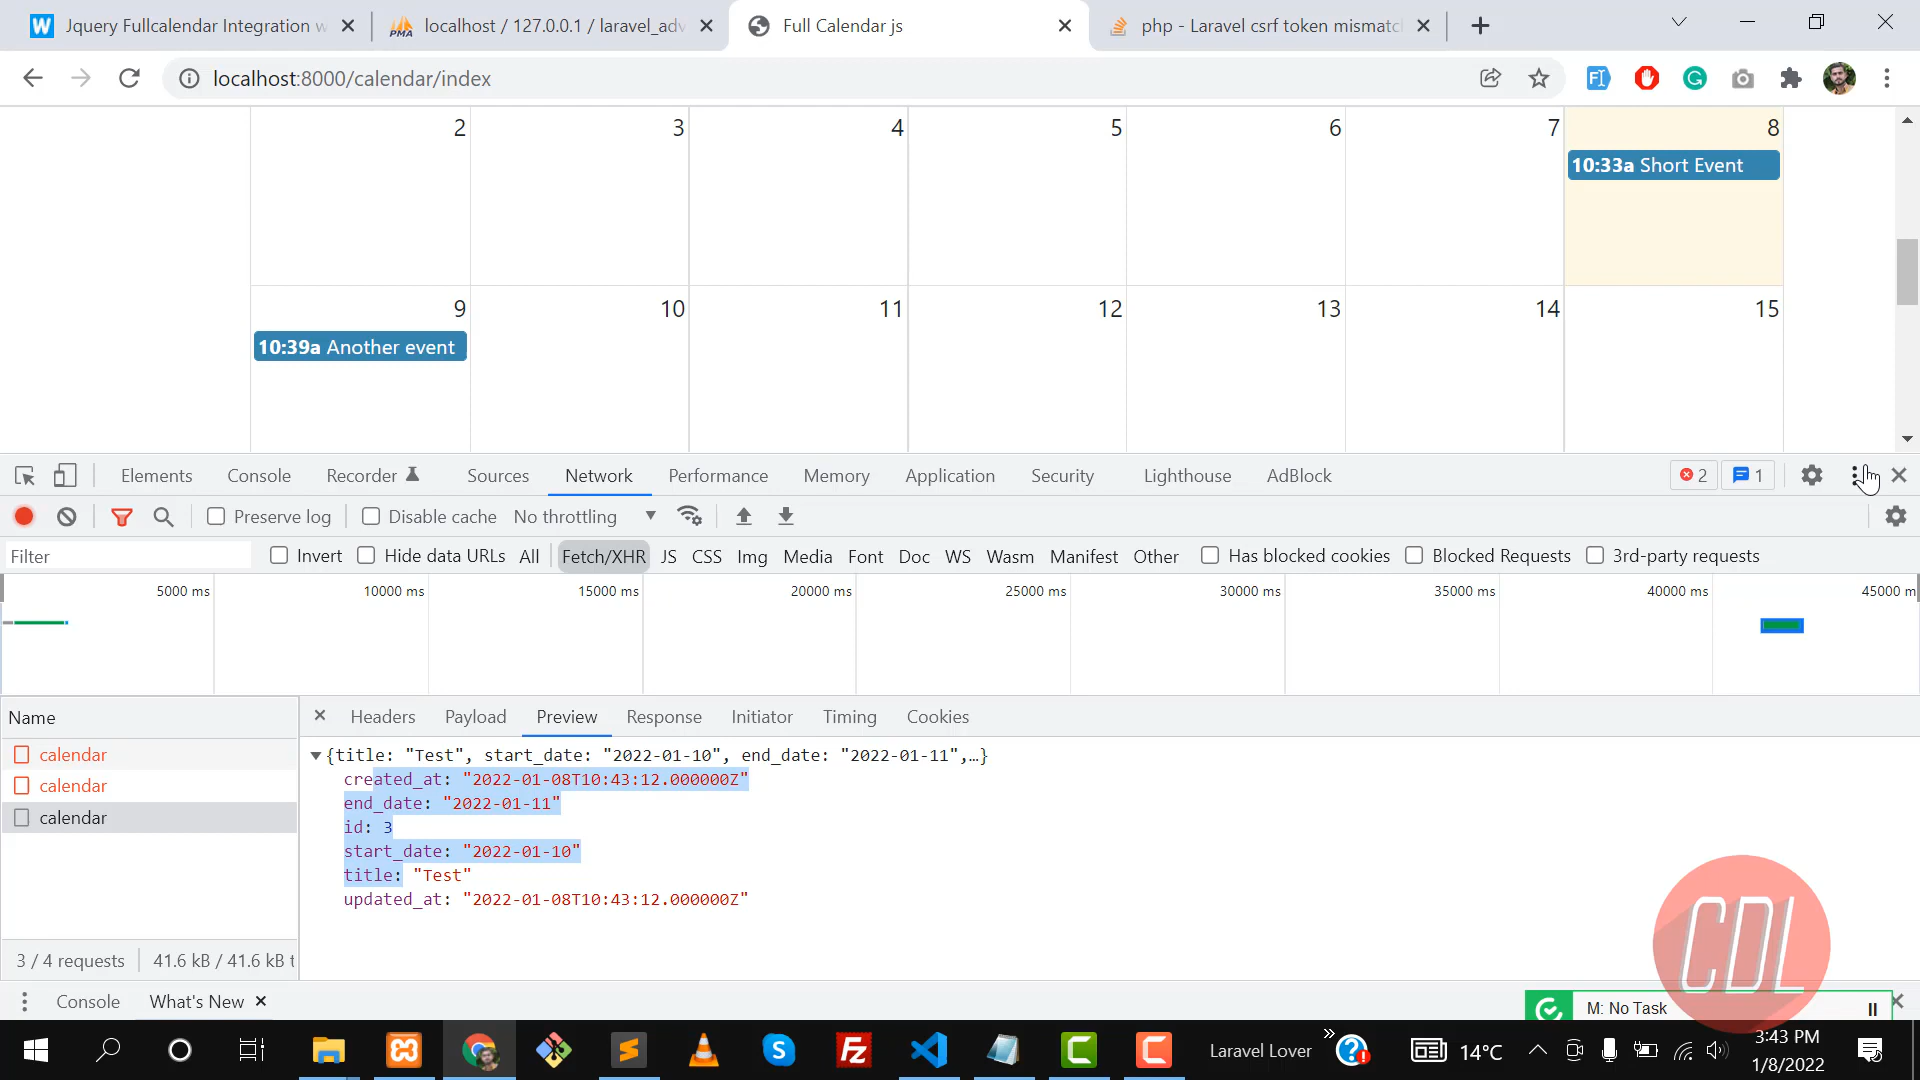 Jquery Fullcalendar Integration w
localhost / 127.0.0.1 / laravel_adv
Full Calendar js
php - Laravel csrf token mismatc
localhost:8000/calendar/index
2 3 4 5 6 7 8
10:33a Short Event
9 10 11 12 13 14 15
10:39a Another event
Elements Console Recorder Sources Network Performance Memory Application Security Lighthouse AdBlock 2 1
Preserve log Disable cache No throttling
Filter Invert Hide data URLs All Fetch/XHR JS CSS Img Media Font Doc WS Wasm Manifest Other Has blocked cookies Blocked Requests 3rd-party requests
5000 ms 10000 ms 15000 ms 20000 ms 25000 ms 30000 ms 35000 ms 40000 ms 45000 m
Name
Headers Payload Preview Response Initiator Timing Cookies
calendar
calendar
calendar
{title: "Test", start_date: "2022-01-10", end_date: "2022-01-11",…}
created_at: "2022-01-08T10:43:12.000000Z"
end_date: "2022-01-11"
id: 3
start_date: "2022-01-10"
title: "Test"
updated_at: "2022-01-08T10:43:12.000000Z"
CDL
3 / 4 requests 41.6 kB / 41.6 kB t
Console What's New
M: No Task
Laravel Lover
14°C
3:43 PM
1/8/2022